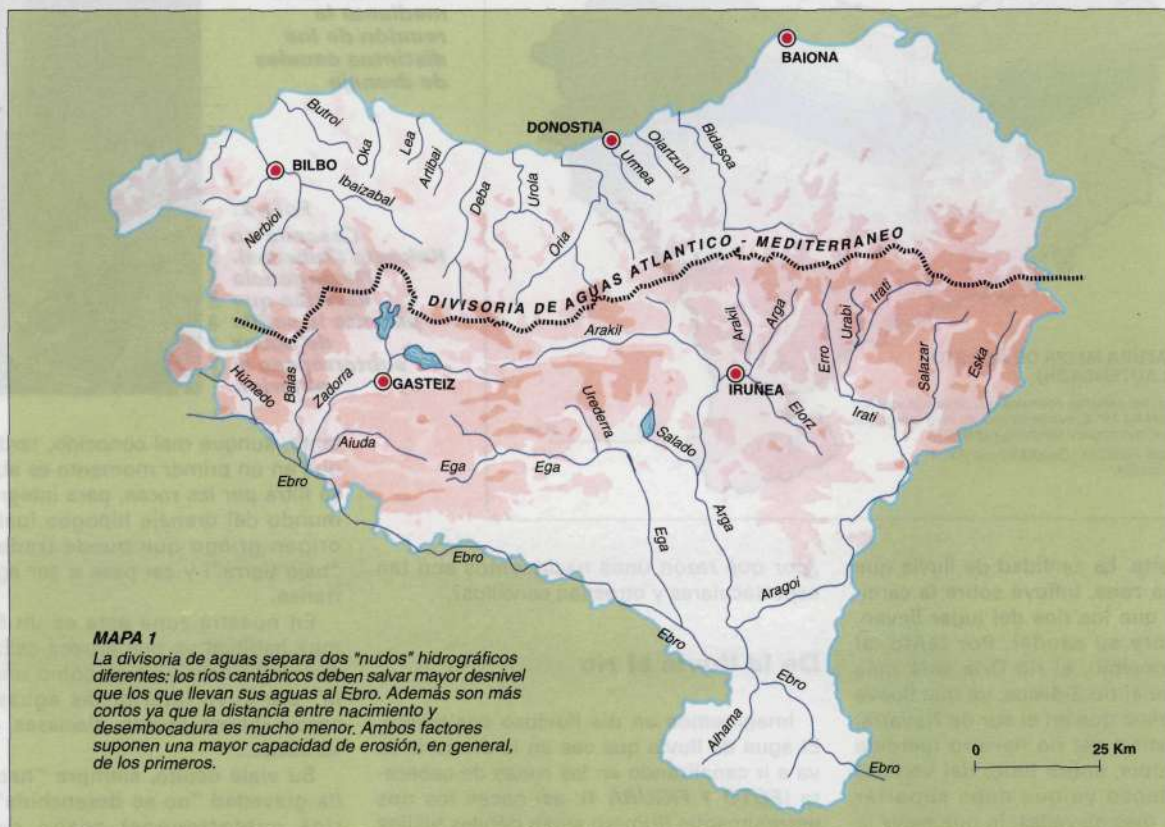 BAIONA
DONOSTIA
BILBO
Butroi
Oka
Lea
Artibai
Ibaizabal
Nerbioi
Deba
Urola
Oria
Urmea
Oiartzun
Bidasoa
DIVISORIA DE AGUAS ATLANTICO - MEDITERRANEO
Húmedo
Baias
Zadorra
GASTEIZ
Arakil
Arakil
Arga
Erro
Urabi
Irati
Salazar
Eska
IRUÑEA
Elorz
Irati
Aiuda
Ega
Ega
Urederra
Salado
Ebro
Ebro
Ega
Arga
Aragoi
Ebro
Ebro
Alhama
Ebro
0
25 Km
MAPA 1
La divisoria de aguas separa dos "nudos" hidrográficos
diferentes: los ríos cantábricos deben salvar mayor desnivel
que los que llevan sus aguas al Ebro. Además son más
cortos ya que la distancia entre nacimiento y
desembocadura es mucho menor. Ambos factores
suponen una mayor capacidad de erosión, en general,
de los primeros.